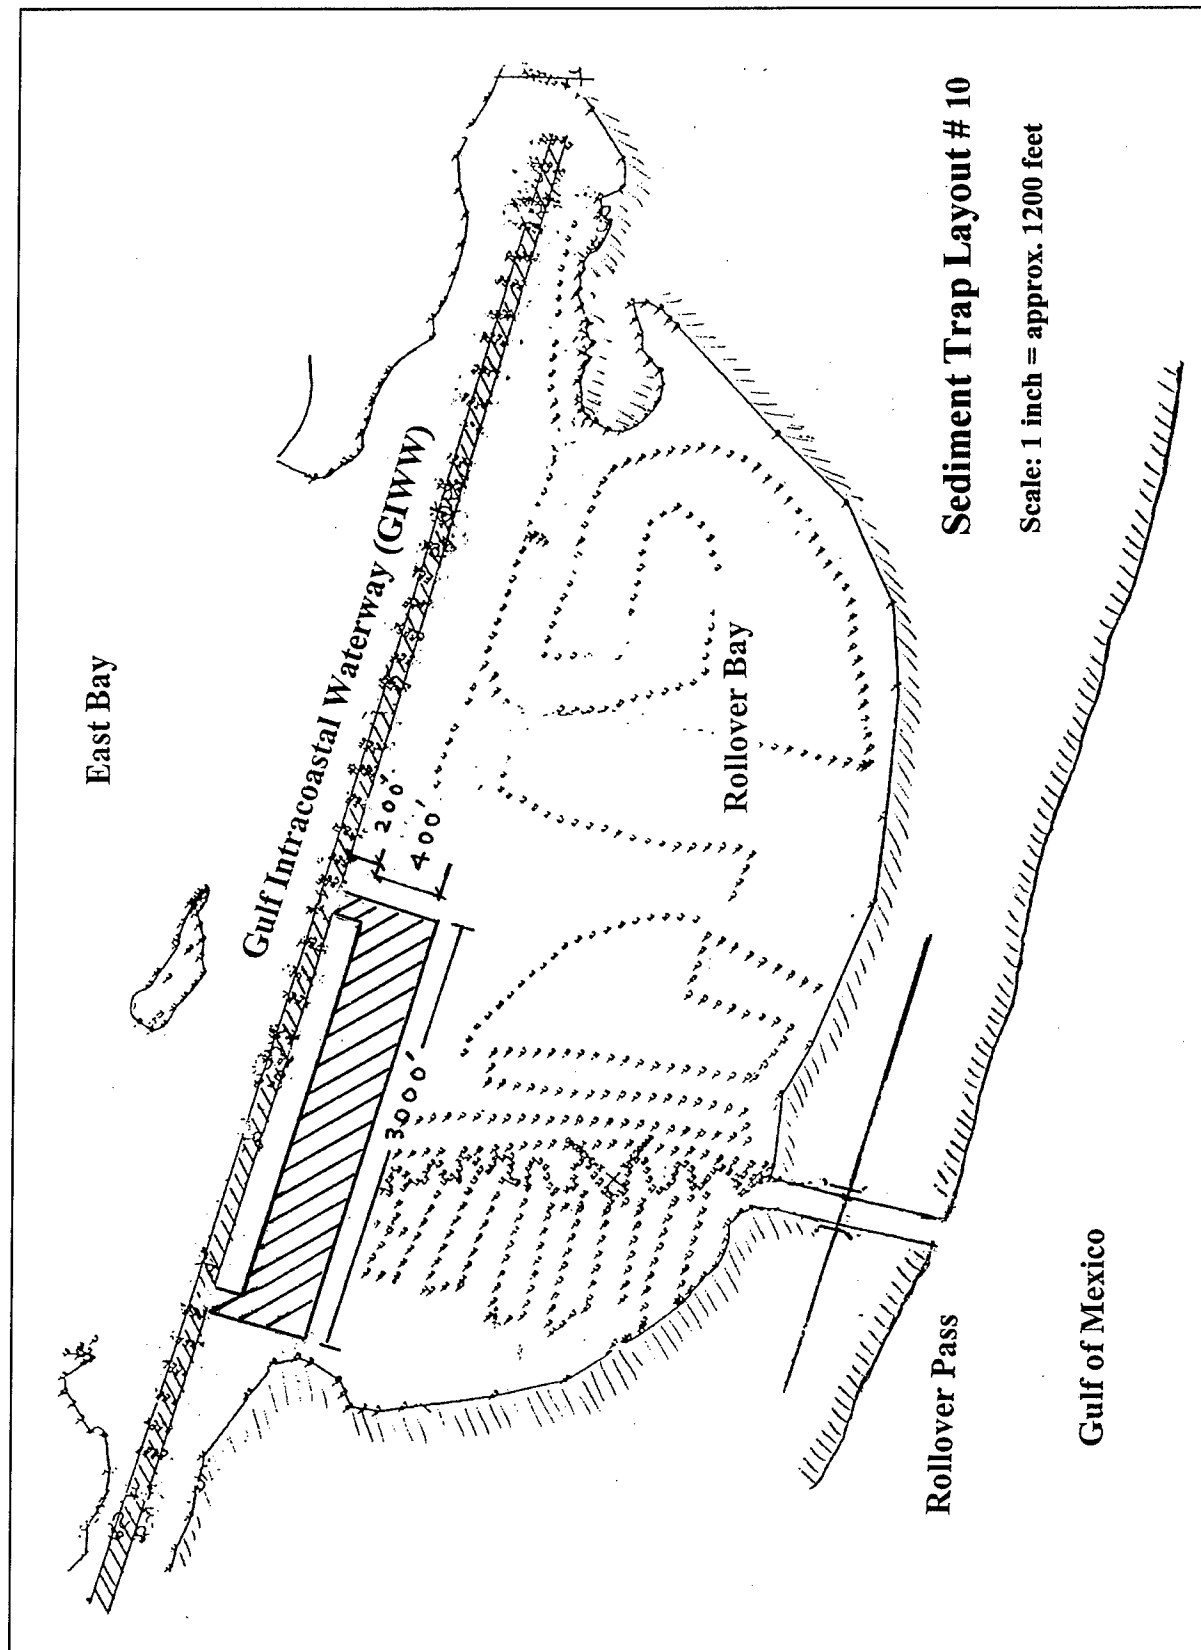 East Bay
Gulf Intracoastal Waterway (GIWW)
200'
400'
3000'
Rollover Bay
Rollover Pass
Gulf of Mexico
Sediment Trap Layout # 10
Scale: 1 inch = approx. 1200 feet